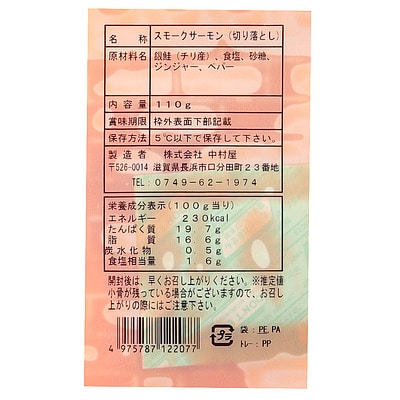 名称 スモークサーモン（切り落とし）
原材料名 銀鮭（チリ産）、食塩、砂糖、
ジンジャー、ペパー
内容量 110g
賞味期限 枠外表面下部記載
保存方法 5℃以下で保存して下さい。
製造者 株式会社 中村屋
〒526-0014 滋賀県長浜市口分田町23番地
TEL 0749-62-1974
栄養成分表示(100g当り)
エネルギー 230kcal
たんぱく質 19.7g
脂質 16.6g
炭水化物 0.5g
食塩相当量 1.6g
開封後は、早くお召し上がりください。※推定値
小骨が残っている場合がございますので、お召し
上がりの際にはご注意下さい。
プラ
袋：PE,PA
トレー：PP
4 975787 122077